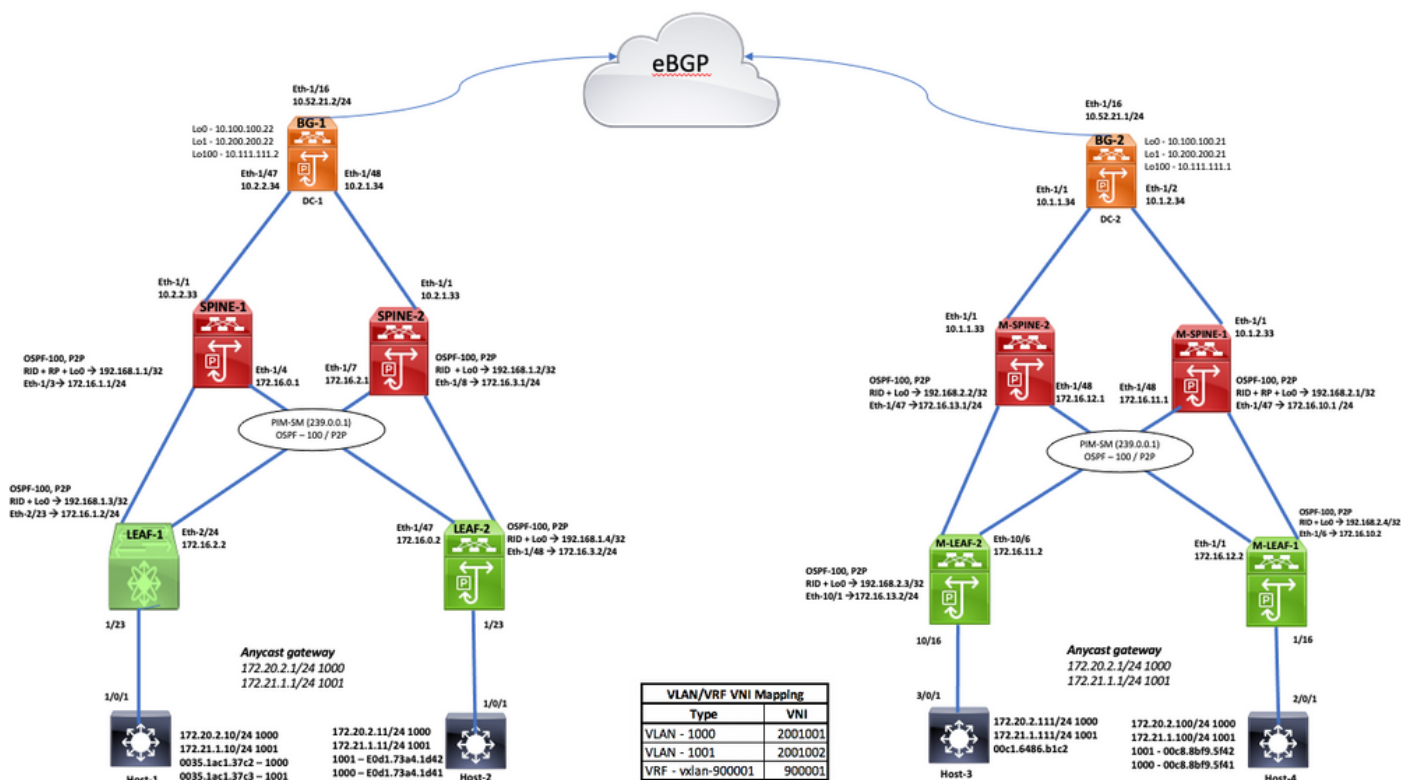 eBGP
Eth-1/16
10.52.21.2/24
BG-1
Lo0 - 10.100.100.22
Lo1 - 10.200.200.22
Lo100 - 10.111.111.2
Eth-1/47
10.2.2.34
Eth-1/48
10.2.1.34
DC-1
Eth-1/16
10.52.21.1/24
BG-2
Lo0 - 10.100.100.21
Lo1 - 10.200.200.21
Lo100 - 10.111.111.1
Eth-1/1
10.1.1.34
Eth-1/2
10.1.2.34
DC-2
Eth-1/1
10.2.2.33
SPINE-1
Eth-1/1
10.2.1.33
SPINE-2
OSPF-100, P2P
RID + RP + Lo0 → 192.168.1.1/32
Eth-1/3→ 172.16.1.1/24
Eth-1/4
172.16.0.1
Eth-1/7
172.16.2.1
OSPF-100, P2P
RID + Lo0 → 192.168.1.2/32
Eth-1/8 → 172.16.3.1/24
PIM-SM (239.0.0.1)
OSPF – 100 / P2P
OSPF-100, P2P
RID + Lo0 → 192.168.1.3/32
Eth-2/23 → 172.16.1.2/24
LEAF-1
Eth-2/24
172.16.2.2
Eth-1/47
172.16.0.2
LEAF-2
OSPF-100, P2P
RID + Lo0 → 192.168.1.4/32
Eth-1/48 → 172.16.3.2/24
1/23
1/23
Anycast gateway
172.20.2.1/24 1000
172.21.1.1/24 1001
1/0/1
1/0/1
172.20.2.10/24 1000
172.21.1.10/24 1001
0035.1ac1.37c2 – 1000
0035.1ac1.37c3 – 1001
Host-1
172.20.2.11/24 1000
172.21.1.11/24 1001
1001 – E0d1.73a4.1d42
1000 – E0d1.73a4.1d41
Host-2
Eth-1/1
10.1.1.33
M-SPINE-2
Eth-1/1
10.1.2.33
M-SPINE-1
OSPF-100, P2P
RID + Lo0 → 192.168.2.2/32
Eth-1/47 →172.16.13.1/24
Eth-1/48
172.16.12.1
Eth-1/48
172.16.11.1
OSPF-100, P2P
RID + RP + Lo0 → 192.168.2.1/32
Eth-1/47 → 172.16.10.1 /24
PIM-SM (239.0.0.1)
OSPF – 100 / P2P
M-LEAF-2
Eth-10/6
172.16.11.2
OSPF-100, P2P
RID + Lo0 → 192.168.2.3/32
Eth-10/1 →172.16.13.2/24
Eth-1/1
172.16.12.2
M-LEAF-1
OSPF-100, P2P
RID + Lo0 → 192.168.2.4/32
Eth-1/6 → 172.16.10.2
10/16
1/16
Anycast gateway
172.20.2.1/24 1000
172.21.1.1/24 1001
3/0/1
2/0/1
172.20.2.111/24 1000
172.21.1.111/24 1001
00c1.6486.b1c2
Host-3
172.20.2.100/24 1000
172.21.1.100/24 1001
1001 - 00c8.8bf9.5f42
1000 - 00c8.8bf9.5f41
Host-4
VLAN/VRF VNI Mapping
Type VNI
VLAN - 1000 2001001
VLAN - 1001 2001002
VRF - vxlan-900001 900001